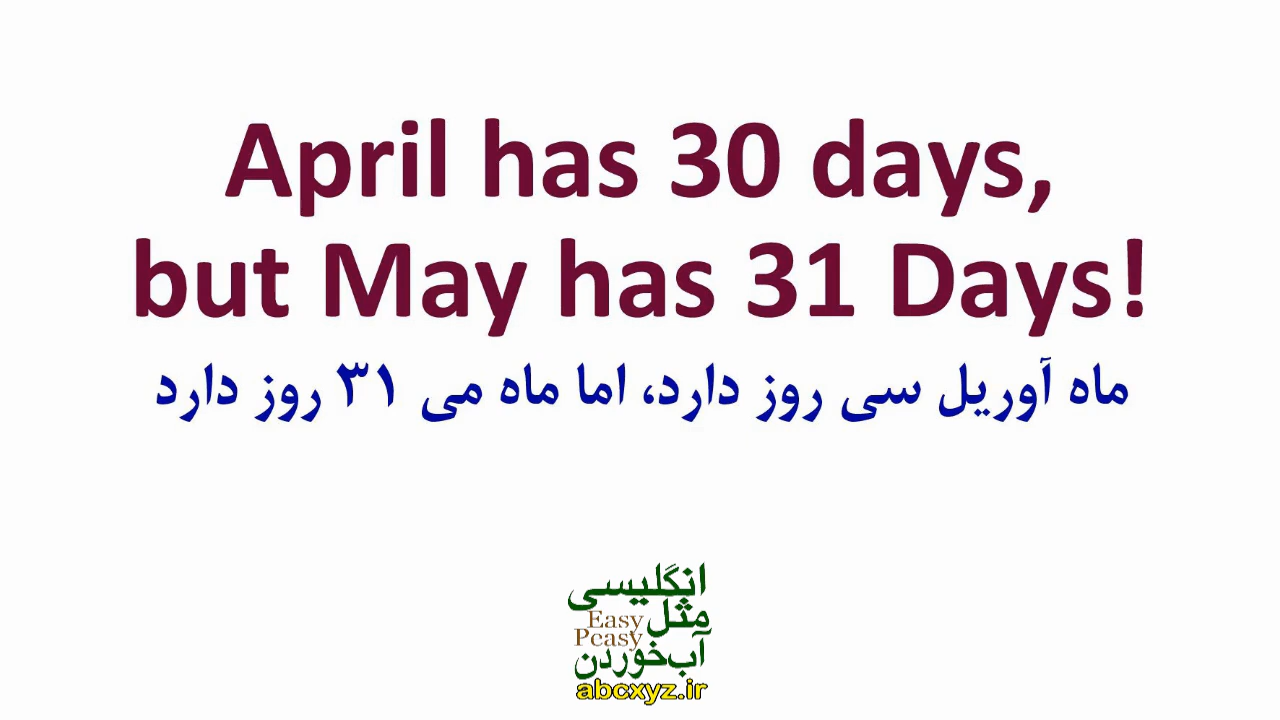 April has 30 days,
but May has 31 Days!
ماه آوریل سی روز دارد، اما ماه می ۳۱ روز دارد
انگلیسی
مثل
Easy
Peasy
آب‌خوردن
abcxyz.ir